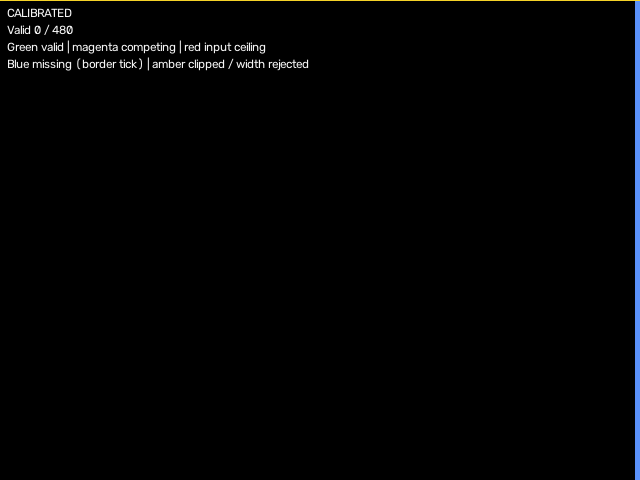 CALIBRATED
Valid 0 / 480
Green valid | magenta competing | red input ceiling
Blue missing (border tick) | amber clipped / width rejected